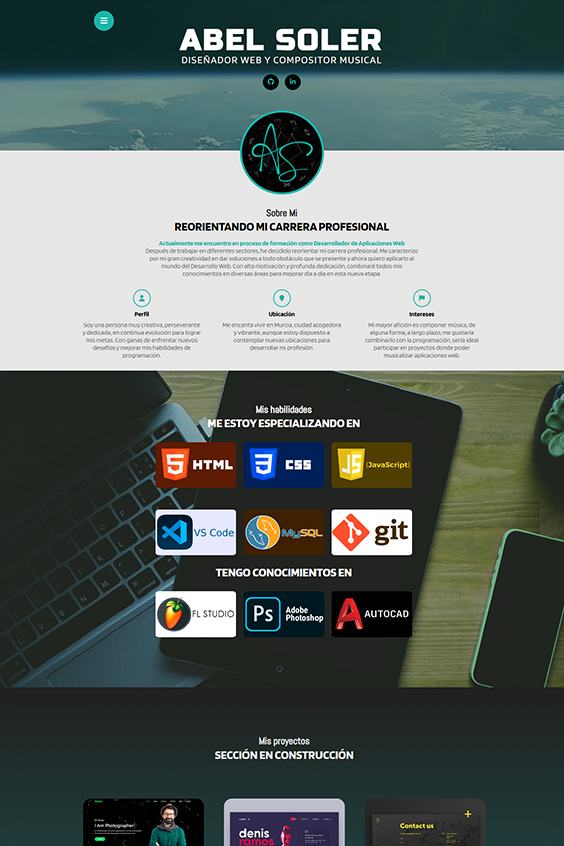 ABEL SOLER
DISEÑADOR WEB Y COMPOSITOR MUSICAL
in
AS
Sobre Mi
REORIENTANDO MI CARRERA PROFESIONAL
Actualmente me encuentro en proceso de formación como Desarrollador de Aplicaciones Web
Después de trabajar en diferentes sectores, he decidido reorientar mi carrera profesional. Me caracterizo
por mi gran creatividad en dar soluciones a todo obstáculo que se presente y ahora quiero aplicarlo al
mundo del Desarrollo Web. Con alta motivación y profunda dedicación, combinaré todos mis
conocimientos en diversas áreas para mejorar día a día en esta nueva etapa.
Perfil
Soy una persona muy creativa, perseverante
y dedicada, en continua evolución para lograr
mis metas. Con ganas de enfrentar nuevos
desafíos y mejorar mis habilidades de
programación.
Ubicación
Me encanta vivir en Murcia, ciudad acogedora
y vibrante, aunque estoy dispuesto a
contemplar nuevas ubicaciones para
desarrollar mi profesión.
Intereses
Mi mayor afición es componer música, de
alguna forma, a largo plazo, me gustaría
combinarlo con la programación, sería ideal
participar en proyectos donde poder
musicalizar aplicaciones web.
Mis habilidades
ME ESTOY ESPECIALIZANDO EN
5 HTML
3 CSS
JS {JavaScript}
VS Code
MySQL
git
TENGO CONOCIMIENTOS EN
FL STUDIO
Ps Adobe
Photoshop
A AUTOCAD
Mis proyectos
SECCIÓN EN CONSTRUCCIÓN
I Am Photographer
denis
ramos
Contact us